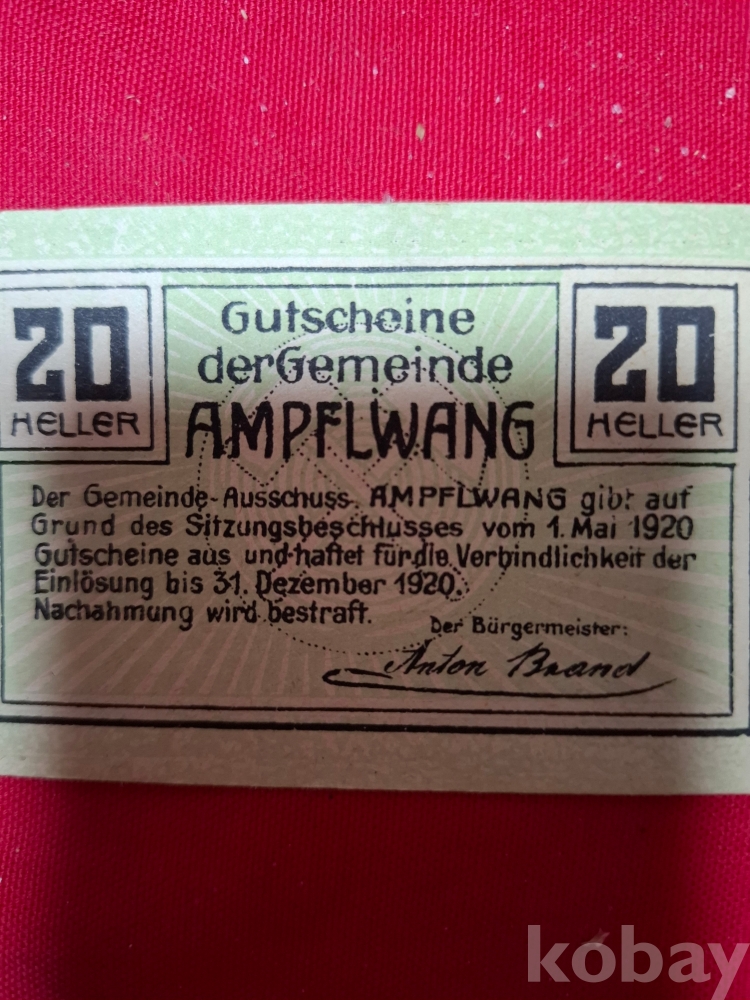 20
HELLER
Gutscheine
der Gemeinde
AMPFLWANG
20
HELLER
Der Gemeinde-Ausschuss AMPFLWANG gibt auf
Grund des Sitzungsbeschlusses vom 1. Mai 1920
Gutscheine aus und haftet für die Verbindlichkeit der
Einlösung bis 31. Dezember 1920.
Nachahmung wird bestraft.
Der Bürgermeister:
Anton Brand
kobay